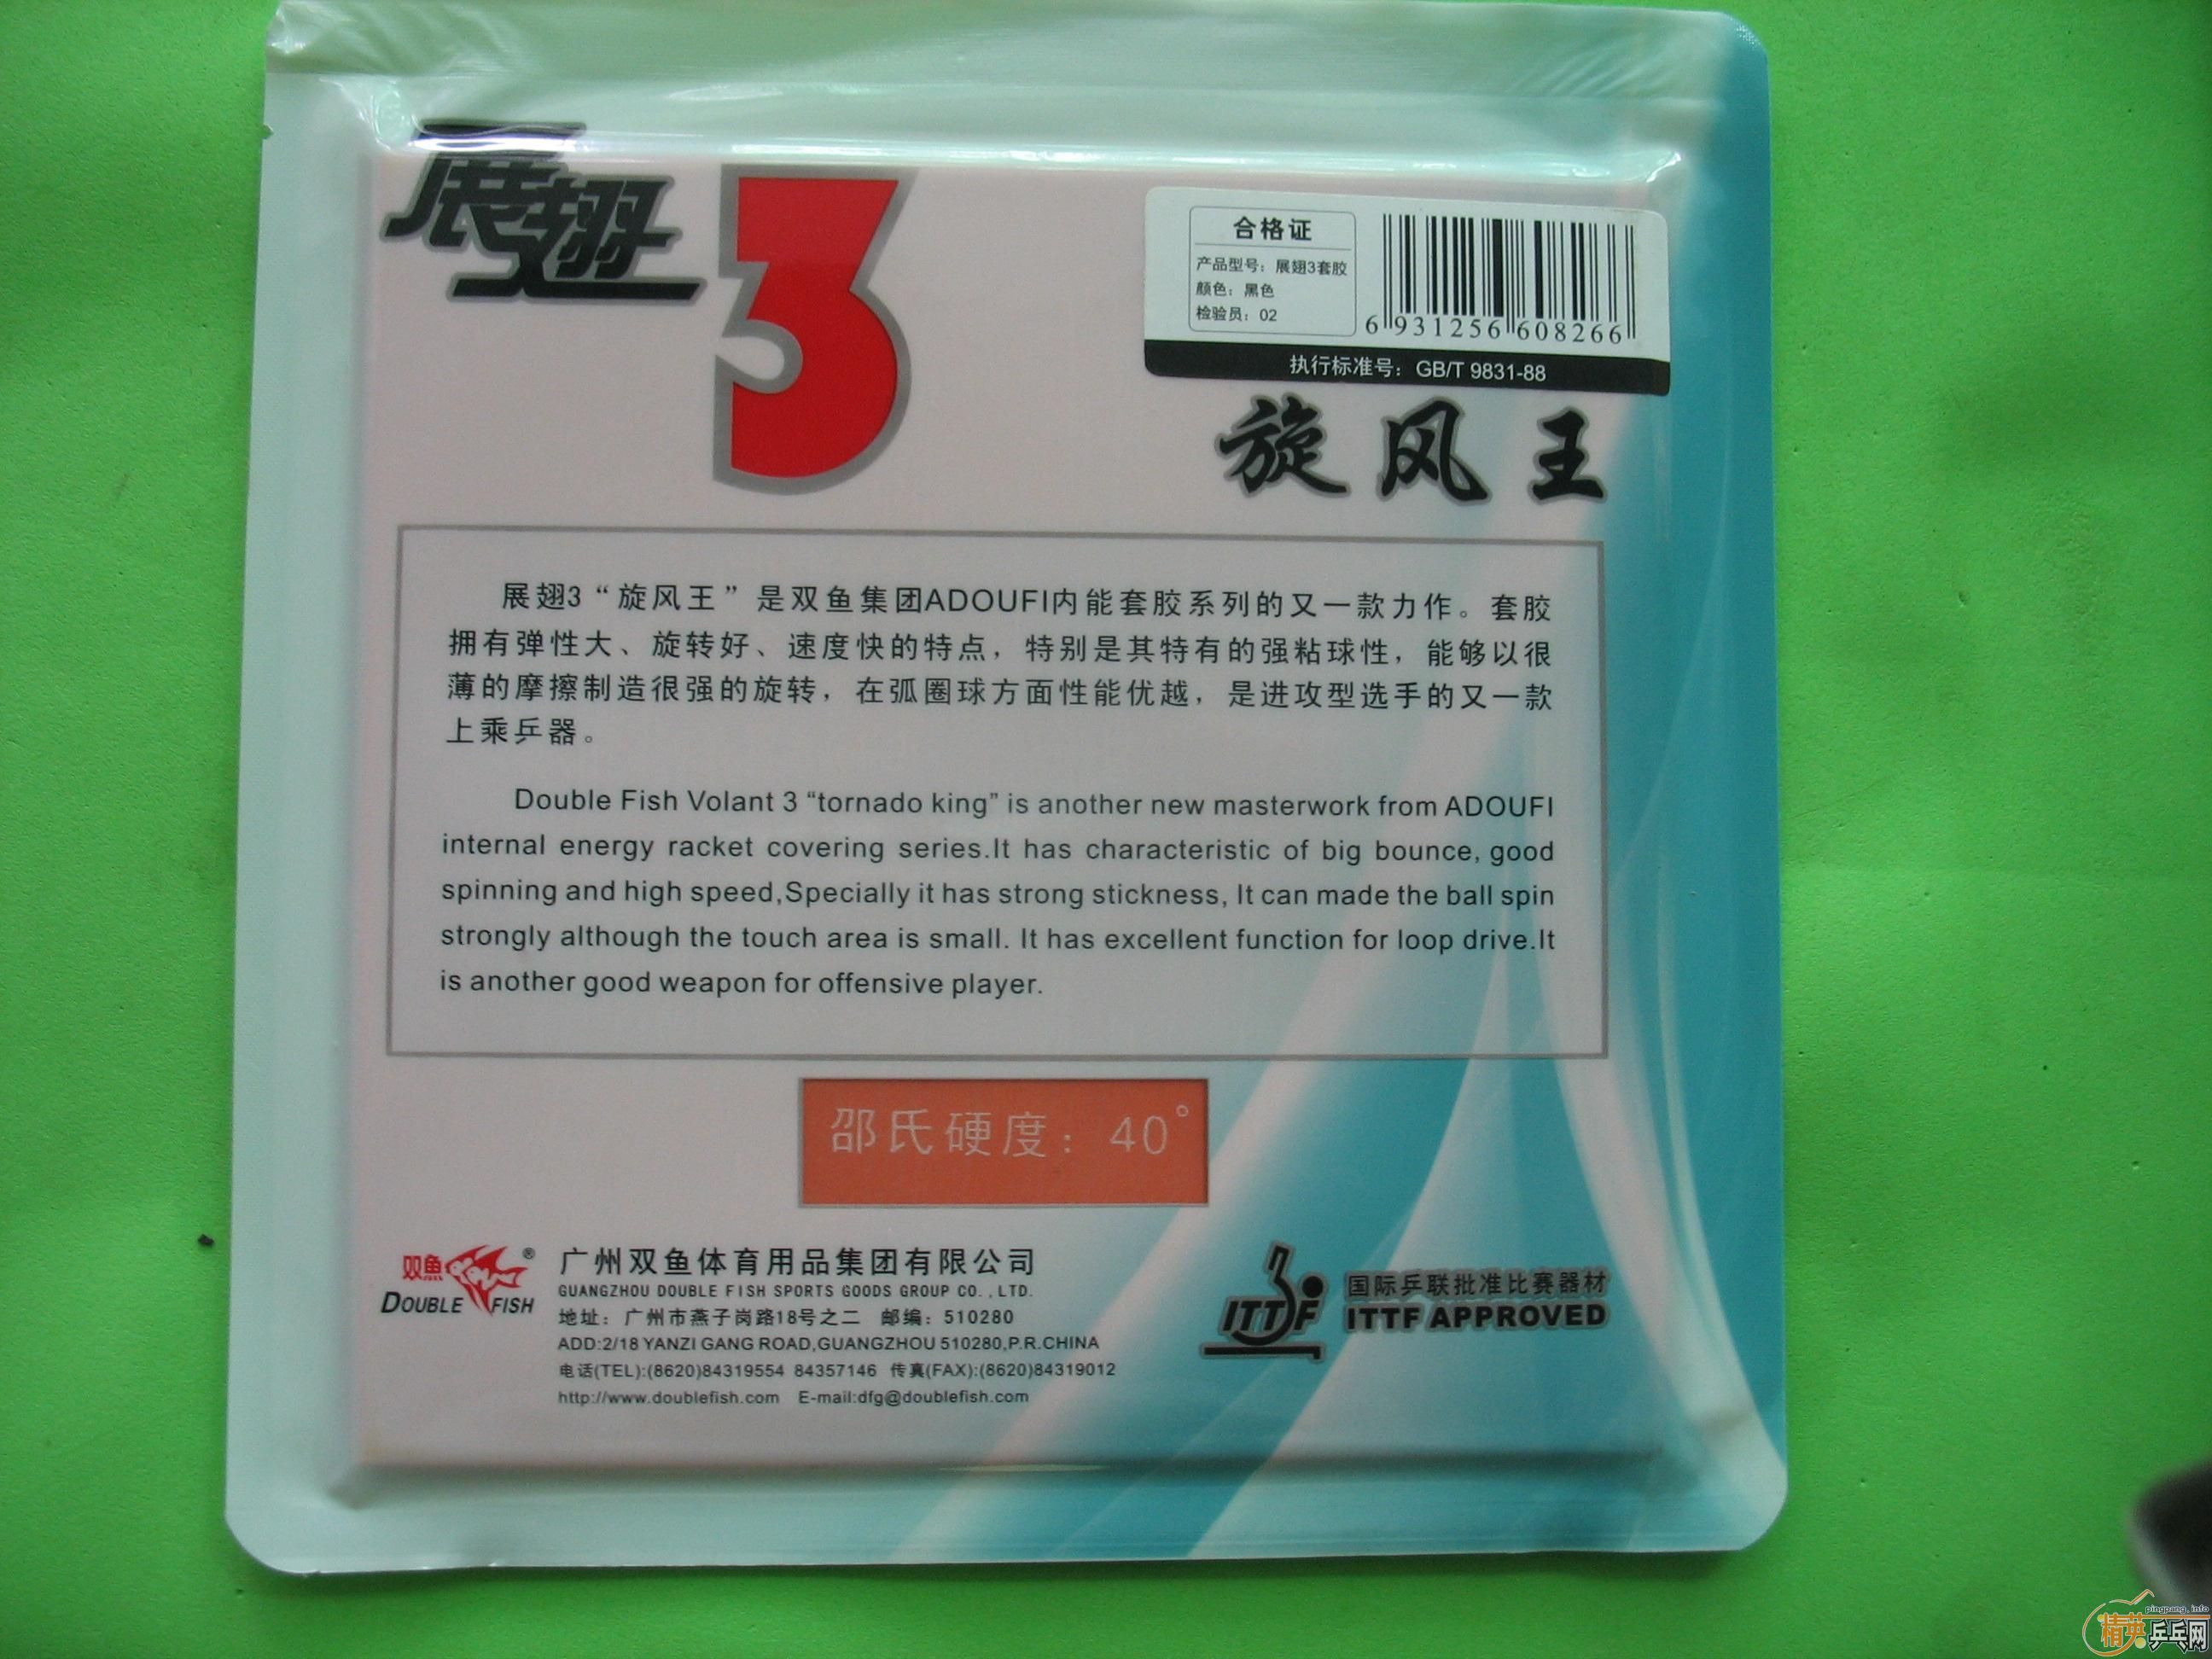 展翅
3
合格证
产品型号：展翅3套胶
颜色：黑色
检验员：02
6 931256 608266
执行标准号：GB/T 9831-88
旋风王
展翅3“旋风王”是双鱼集团ADOUFI内能套胶系列的又一款力作。套胶
拥有弹性大、旋转好、速度快的特点，特别是其特有的强粘球性，能够以很
薄的摩擦制造很强的旋转，在弧圈球方面性能优越，是进攻型选手的又一款
上乘乒器。
Double Fish Volant 3 “tornado king” is another new masterwork from ADOUFI
internal energy racket covering series.It has characteristic of big bounce, good
spinning and high speed,Specially it has strong stickness, It can made the ball spin
strongly although the touch area is small. It has excellent function for loop drive.It
is another good weapon for offensive player.
邵氏硬度：40°
双鱼®
DOUBLE FISH
广州双鱼体育用品集团有限公司
GUANGZHOU DOUBLE FISH SPORTS GOODS GROUP CO.,LTD.
地址：广州市燕子岗路18号之二 邮编：510280
ADD:2/18 YANZI GANG ROAD,GUANGZHOU 510280,P.R.CHINA
电话(TEL):(8620)84319554 84357146 传真(FAX):(8620)84319012
http://www.doublefish.com E-mail:dfg@doublefish.com
ITTF
国际乒联批准比赛器材
ITTF APPROVED
pingpang.info
精英乒乓网